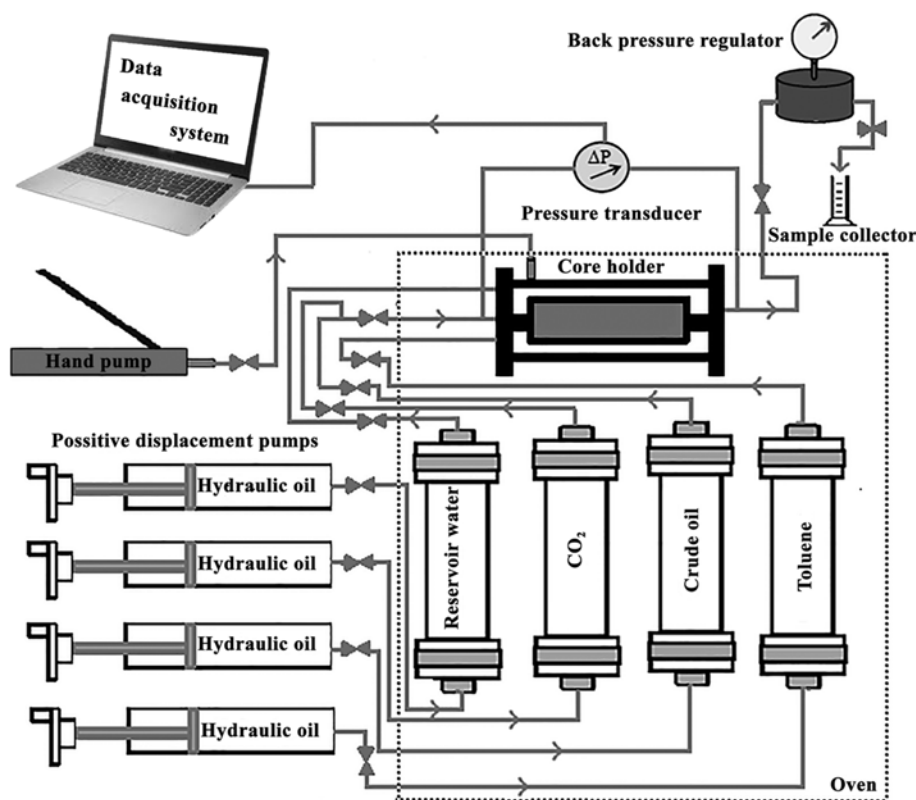 Data
acquisition
system
Back pressure regulator
ΔP
Pressure transducer
Sample collector
Core holder
Hand pump
Possitive displacement pumps
Hydraulic oil
Hydraulic oil
Hydraulic oil
Hydraulic oil
Reservoir water
CO₂
Crude oil
Toluene
Oven